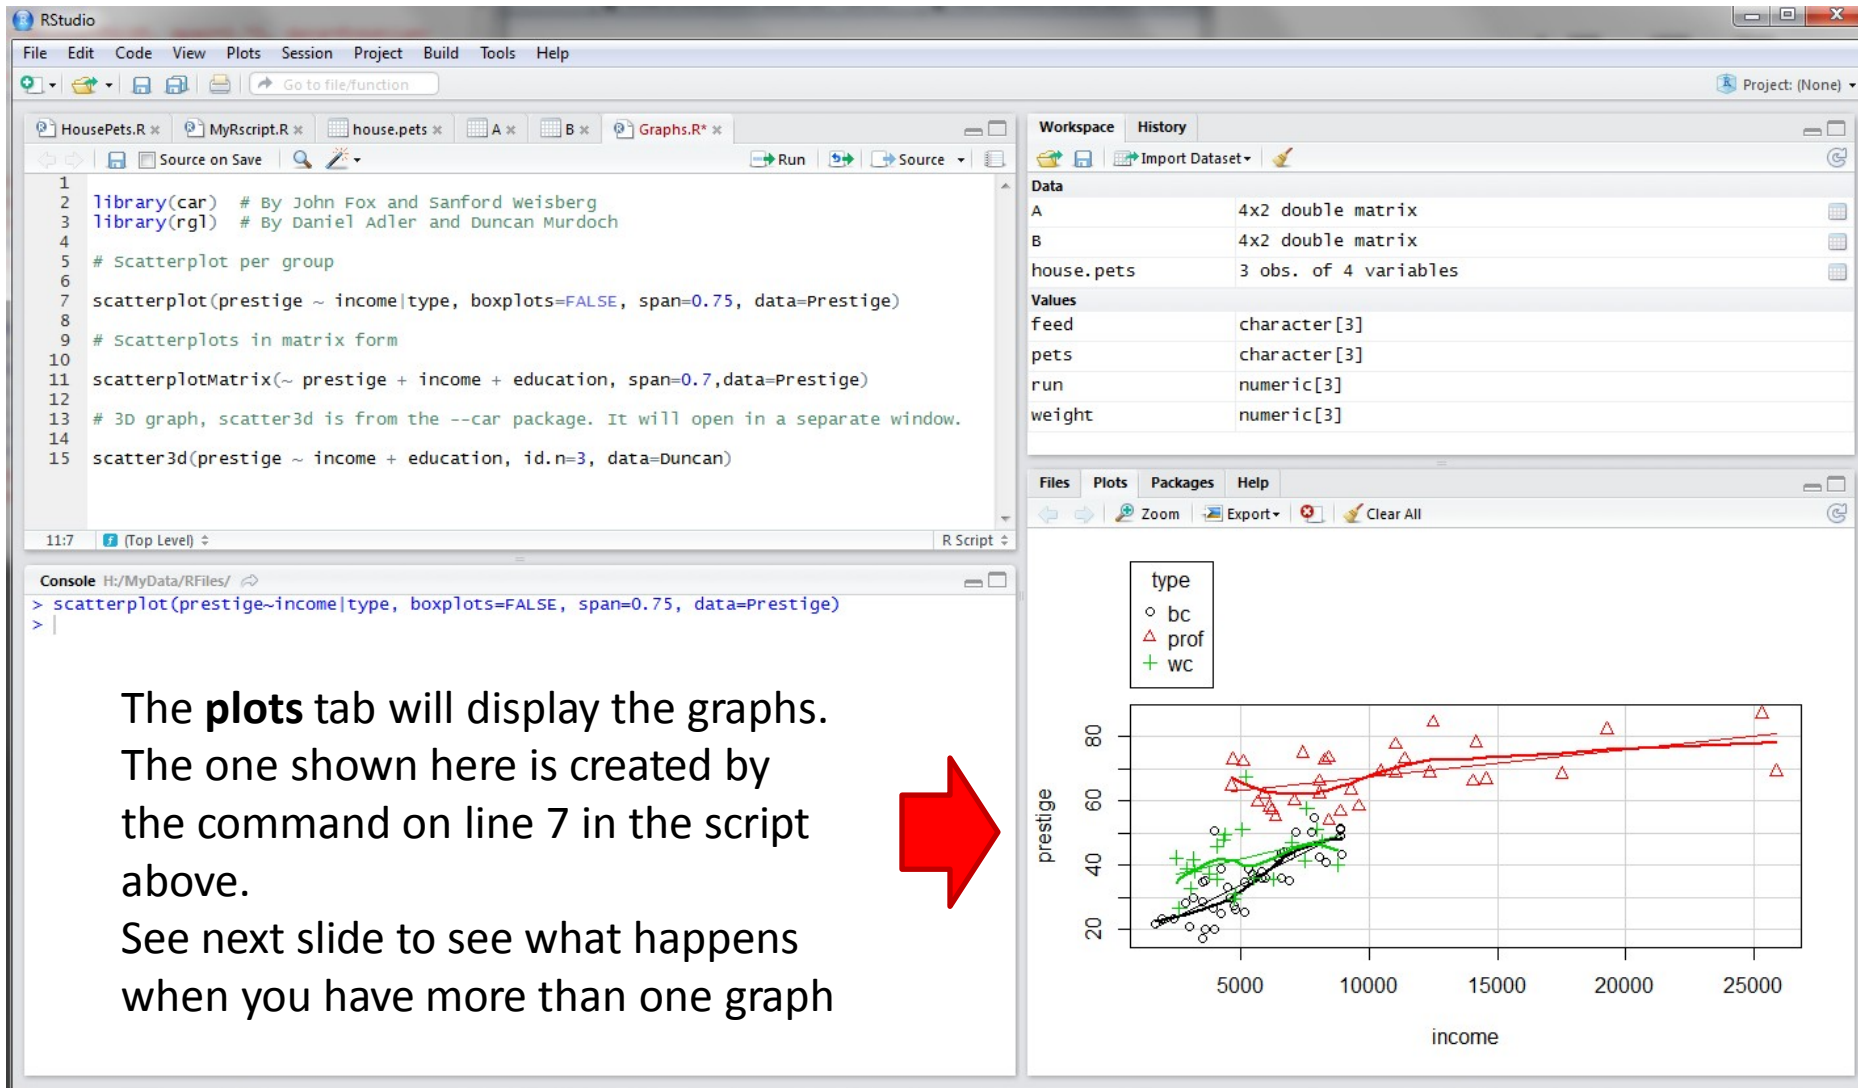 RStudio
File Edit Code View Plots Session Project Build Tools Help
Go to file/function
Project: (None)
HousePets.R MyRscript.R house.pets A B Graphs.R*
Source on Save Run Source
1
2 library(car) # By John Fox and Sanford Weisberg
3 library(rgl) # By Daniel Adler and Duncan Murdoch
4
5 # Scatterplot per group
6
7 scatterplot(prestige ~ income|type, boxplots=FALSE, span=0.75, data=Prestige)
8
9 # Scatterplots in matrix form
10
11 scatterplotMatrix(~ prestige + income + education, span=0.7,data=Prestige)
12
13 # 3D graph, scatter3d is from the --car package. It will open in a separate window.
14
15 scatter3d(prestige ~ income + education, id.n=3, data=Duncan)
11:7 (Top Level) R Script
Console H:/MyData/RFiles/
> scatterplot(prestige~income|type, boxplots=FALSE, span=0.75, data=Prestige)
>
The plots tab will display the graphs.
The one shown here is created by
the command on line 7 in the script
above.
See next slide to see what happens
when you have more than one graph
Workspace History
Import Dataset
Data
A 4x2 double matrix
B 4x2 double matrix
house.pets 3 obs. of 4 variables
Values
feed character[3]
pets character[3]
run numeric[3]
weight numeric[3]
Files Plots Packages Help
Zoom Export Clear All
type
bc
prof
wc
prestige
80
60
40
20
5000 10000 15000 20000 25000
income